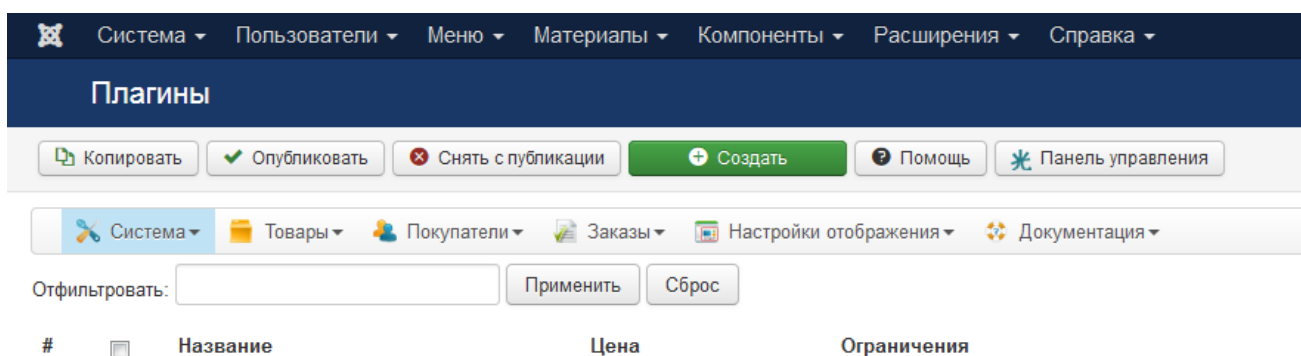 Система Пользователи Меню Материалы Компоненты Расширения Справка
Плагины
Копировать Опубликовать Снять с публикации Создать Помощь Панель управления
Система Товары Покупатели Заказы Настройки отображения Документация
Отфильтровать: Применить Сброс
# Название Цена Ограничения